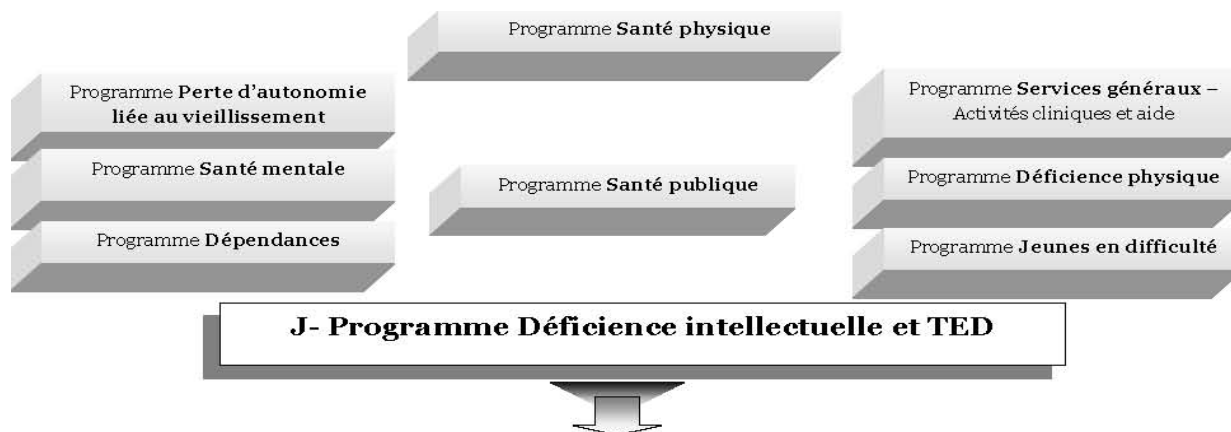 Programme Santé physique
Programme Perte d'autonomie
liée au vieillissement
Programme Santé mentale
Programme Dépendances
Programme Santé publique
Programme Services généraux –
Activités cliniques et aide
Programme Déficience physique
Programme Jeunes en difficulté
J- Programme Déficience intellectuelle et TED